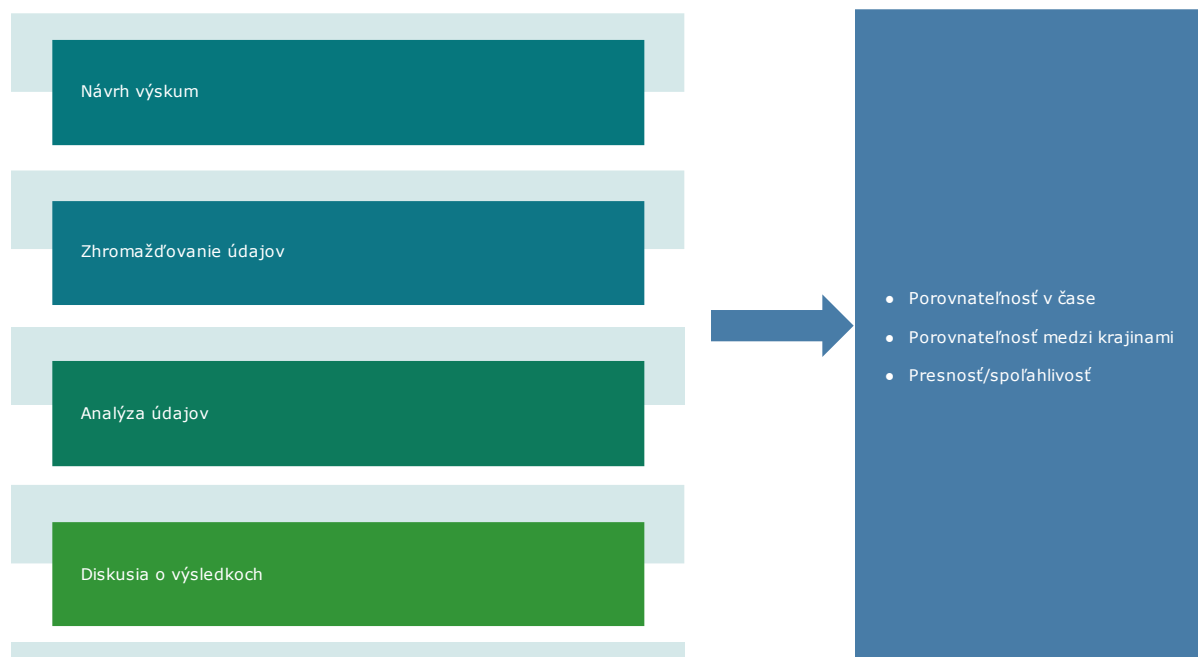 Návrh výskum
Zhromažďovanie údajov
Analýza údajov
Diskusia o výsledkoch
● Porovnateľnosť v čase
● Porovnateľnosť medzi krajinami
● Presnosť/spoľahlivosť